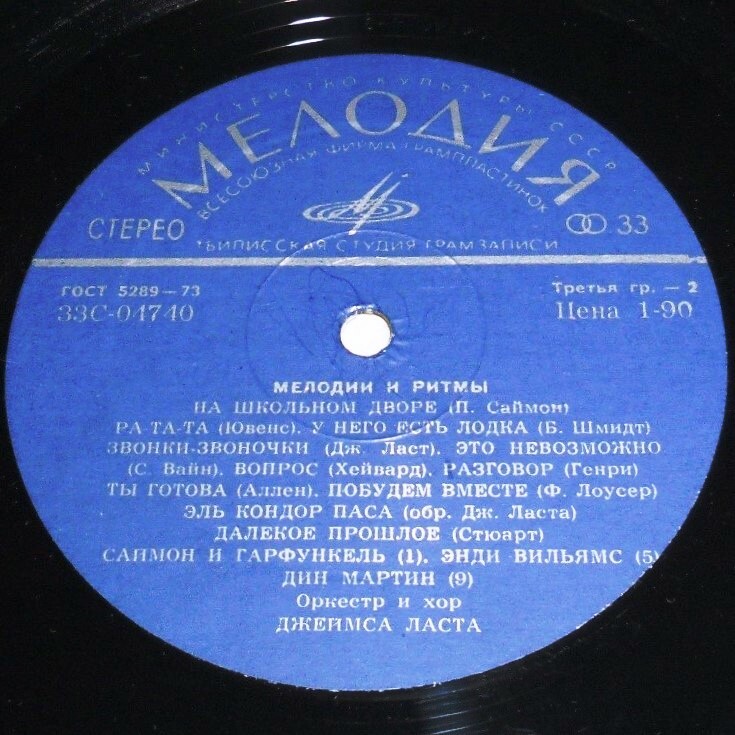 МИНИСТЕРСТВО КУЛЬТУРЫ СССР
МЕЛОДИЯ
ВСЕСОЮЗНАЯ ФИРМА ГРАМПЛАСТИНОК
СТЕРЕО
33
ТБИЛИССКАЯ СТУДИЯ ГРАМЗАПИСИ
ГОСТ 5289—73
Третья гр. — 2
33С-04740
Цена 1-90
МЕЛОДИИ И РИТМЫ
НА ШКОЛЬНОМ ДВОРЕ (П. Саймон)
РА-ТА-ТА (Ювенс). У НЕГО ЕСТЬ ЛОДКА (Б. Шмидт)
ЗВОНКИ-ЗВОНОЧКИ (Дж. Ласт). ЭТО НЕВОЗМОЖНО
(С. Вайн). ВОПРОС (Хейвард). РАЗГОВОР (Генри)
ТЫ ГОТОВА (Аллен). ПОБУДЕМ ВМЕСТЕ (Ф. Лоусер)
ЭЛЬ КОНДОР ПАСА (обр. Дж. Ласта)
ДАЛЕКОЕ ПРОШЛОЕ (Стюарт)
САЙМОН И ГАРФУНКЕЛЬ (1). ЭНДИ ВИЛЬЯМС (5)
ДИН МАРТИН (9)
Оркестр и хор
ДЖЕЙМСА ЛАСТА